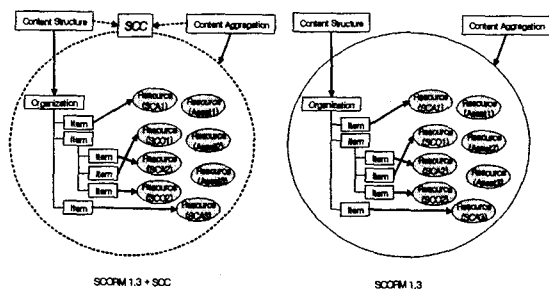 Content Structure
SCC
Content Aggregation
Organization
Item
Item
Item
Item
Item
Item
Resource
(SCA1)
Resource
(Asset1)
Resource
(SCO1)
Resource
(Asset2)
Resource
(SCA2)
Resource
Resource
(SCO2)
Resource
(SCA3)
SCORM 1.3 + SCC
Content Structure
Content Aggregation
Organization
Item
Item
Item
Item
Item
Item
Resource
(SCA1)
Resource
(Asset1)
Resource
(SCO1)
Resource
(Asset2)
Resource
(SCA2)
Resource
(Asset3)
Resource
(SCO2)
Resource
(SCA3)
SCORM 1.3